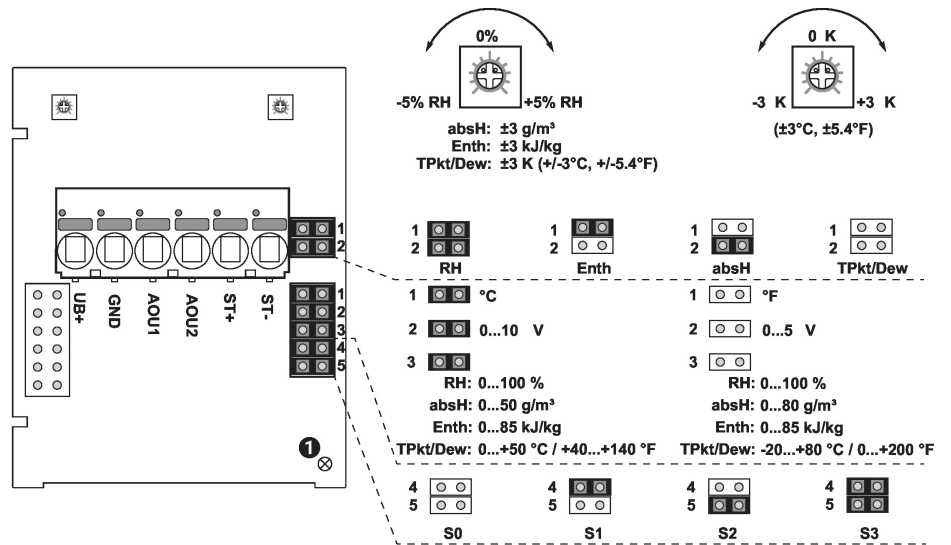 0%
-5% RH +5% RH
absH: ±3 g/m³
Enth: ±3 kJ/kg
TPkt/Dew: ±3 K (+/-3°C, +/-5.4°F)
0 K
-3 K +3 K
(±3°C, ±5.4°F)
1
2
UB+
GND
AOU1
AOU2
ST+
ST-
1
2
3
4
5
1
1
2
RH
1
2
Enth
1
2
absH
1
2
TPkt/Dew
1 °C
2 0...10 V
3
RH: 0...100 %
absH: 0...50 g/m³
Enth: 0...85 kJ/kg
TPkt/Dew: 0...+50 °C / +40...+140 °F
1 °F
2 0...5 V
3
RH: 0...100 %
absH: 0...80 g/m³
Enth: 0...85 kJ/kg
TPkt/Dew: -20...+80 °C / 0...+200 °F
4
5
S0
4
5
S1
4
5
S2
4
5
S3